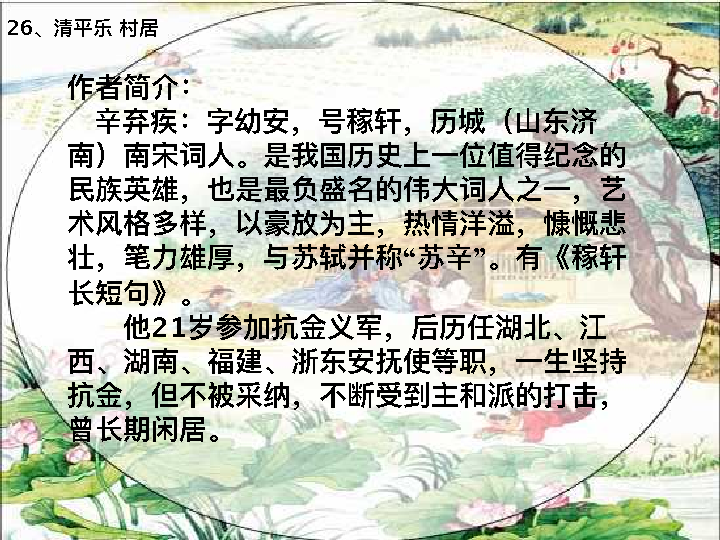 26、清平乐 村居
作者简介：
辛弃疾：字幼安，号稼轩，历城（山东济
南）南宋词人。是我国历史上一位值得纪念的
民族英雄，也是最负盛名的伟大词人之一，艺
术风格多样，以豪放为主，热情洋溢，慷慨悲
壮，笔力雄厚，与苏轼并称“苏辛”。有《稼轩
长短句》。
他21岁参加抗金义军，后历任湖北、江
西、湖南、福建、浙东安抚使等职，一生坚持
抗金，但不被采纳，不断受到主和派的打击，
曾长期闲居。